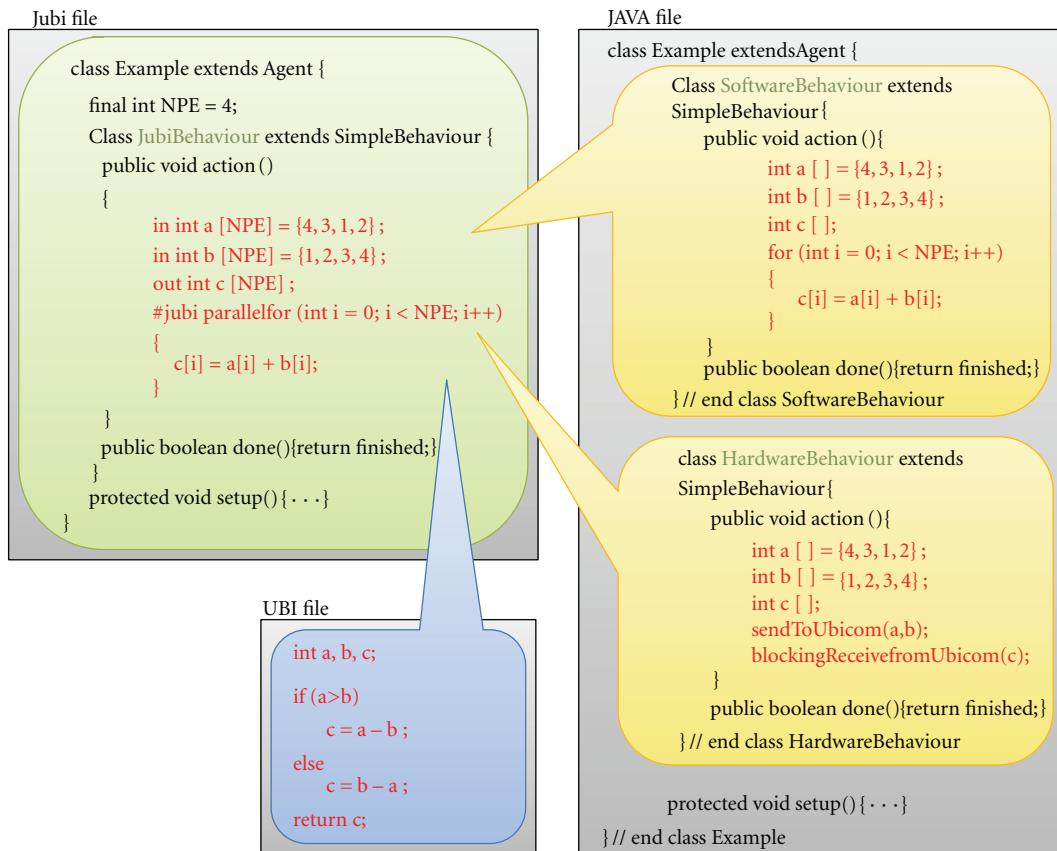 Jubi file
class Example extends Agent {
final int NPE = 4;
Class JubiBehaviour extends SimpleBehaviour {
public void action ()
{
in int a [NPE] = {4, 3, 1, 2} ;
in int b [NPE] = {1, 2, 3, 4} ;
out int c [NPE] ;
#jubi parallelfor (int i = 0; i < NPE; i++)
{
c[i] = a[i] + b[i];
}
}
public boolean done(){return finished;}
}
protected void setup() { · · · }
}
UBI file
int a, b, c;
if (a>b)
c = a – b ;
else
c = b – a ;
return c;
JAVA file
class Example extendsAgent {
Class SoftwareBehaviour extends
SimpleBehaviour {
public void action (){
int a [ ] = {4, 3, 1, 2} ;
int b [ ] = {1, 2, 3, 4} ;
int c [ ];
for (int i = 0; i < NPE; i++)
{
c[i] = a[i] + b[i];
}
}
public boolean done(){return finished;}
} // end class SoftwareBehaviour
class HardwareBehaviour extends
SimpleBehaviour {
public void action (){
int a [ ] = {4, 3, 1, 2} ;
int b [ ] = {1, 2, 3, 4} ;
int c [ ];
sendToUbicom(a,b);
blockingReceivefromUbicom(c);
}
public boolean done(){return finished;}
} // end class HardwareBehaviour
protected void setup() { · · · }
} // end class Example